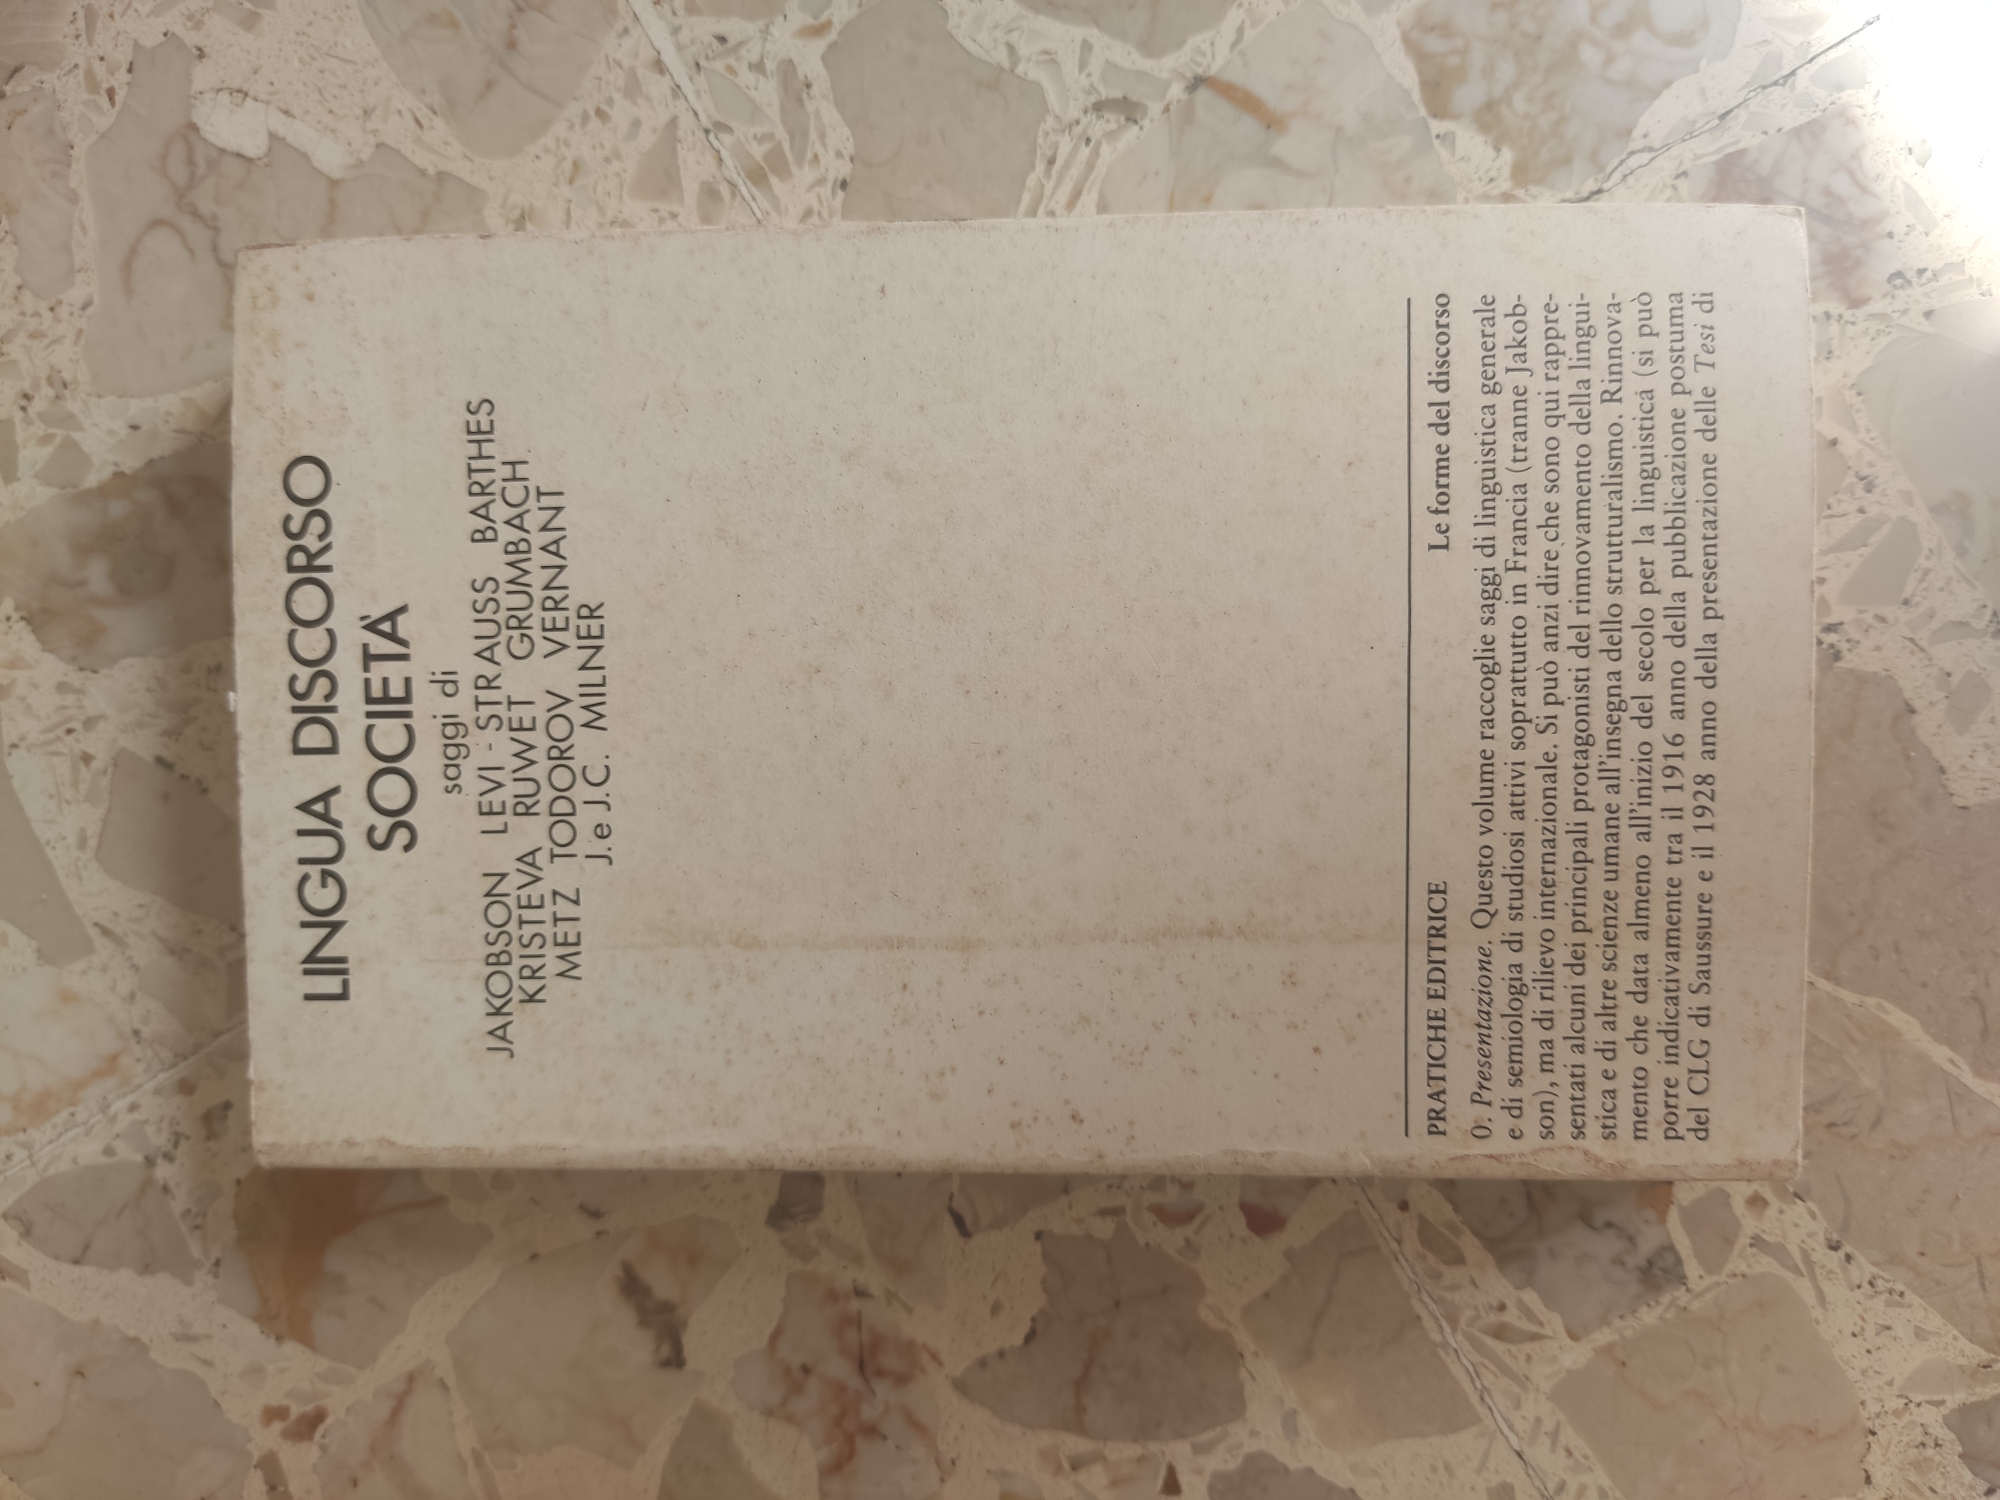 LINGUA DISCORSO
SOCIETÀ
saggi di
JAKOBSON LEVI-STRAUSS BARTHES
KRISTEVA RUWET GRUMBACH
METZ TODOROV VERNANT
J. e J.C. MILNER
PRATICHE EDITRICE Le forme del discorso
0. Presentazione. Questo volume raccoglie saggi di linguistica generale
e di semiologia di studiosi attivi soprattutto in Francia (tranne Jakob-
son), ma di rilievo internazionale. Si può anzi dire che sono qui rappre-
sentati alcuni dei principali protagonisti del rinnovamento della lingui-
stica e di altre scienze umane all'insegna dello strutturalismo. Rinnova-
mento che data almeno all'inizio del secolo per la linguistica (si può
porre indicativamente tra il 1916 anno della pubblicazione postuma
del CLG di Saussure e il 1928 anno della presentazione delle Tesi di